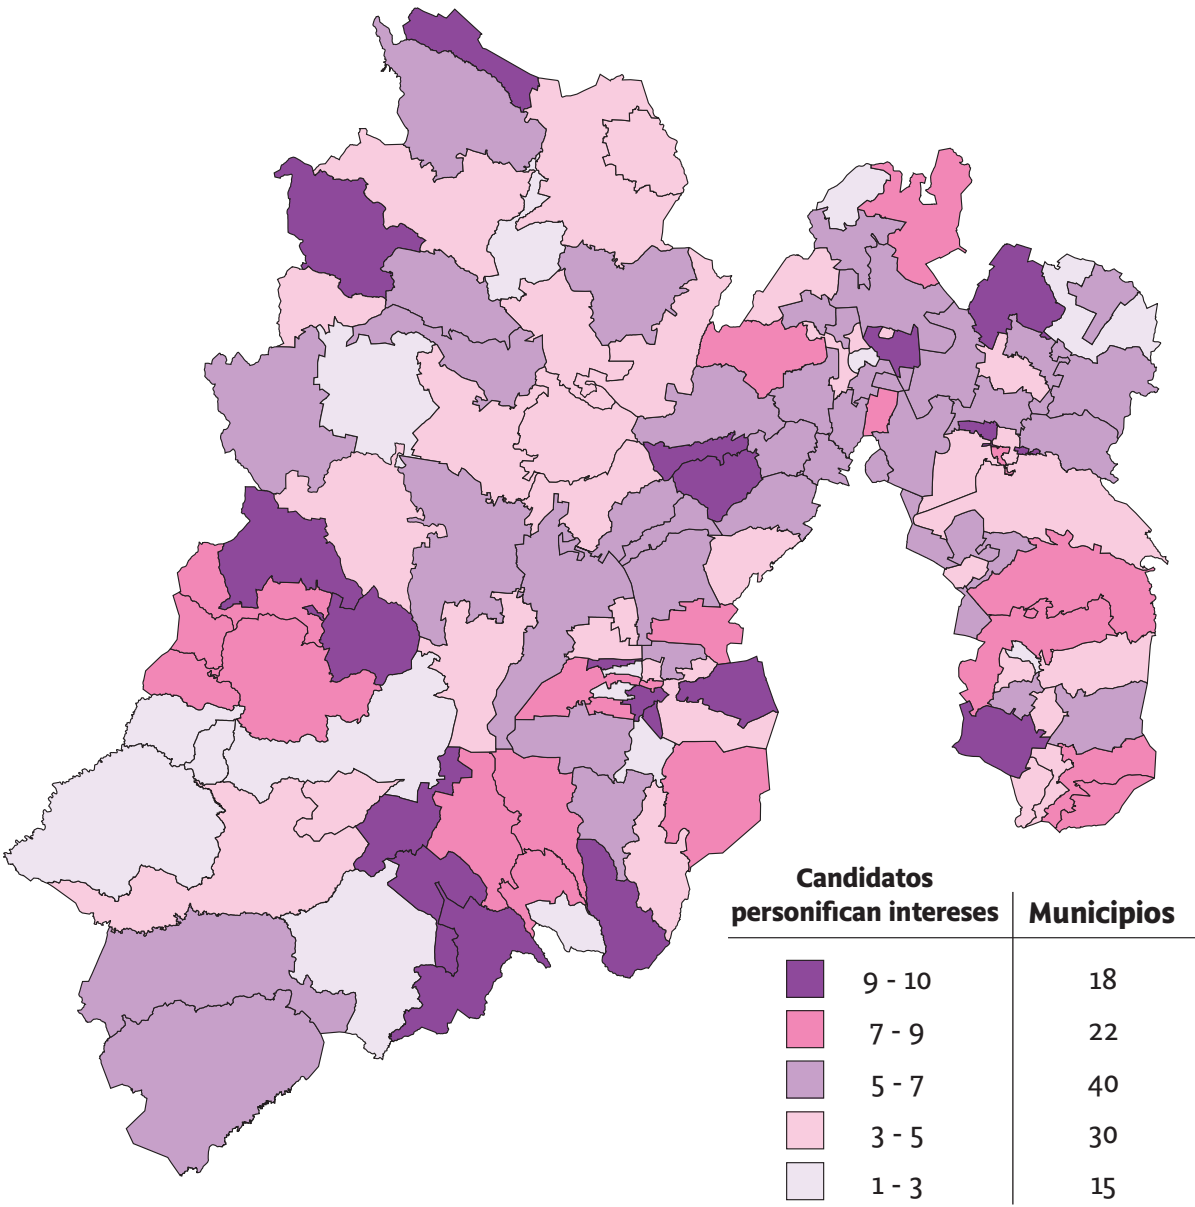 Candidatos
personifican intereses Municipios
9 - 10 18
7 - 9 22
5 - 7 40
3 - 5 30
1 - 3 15